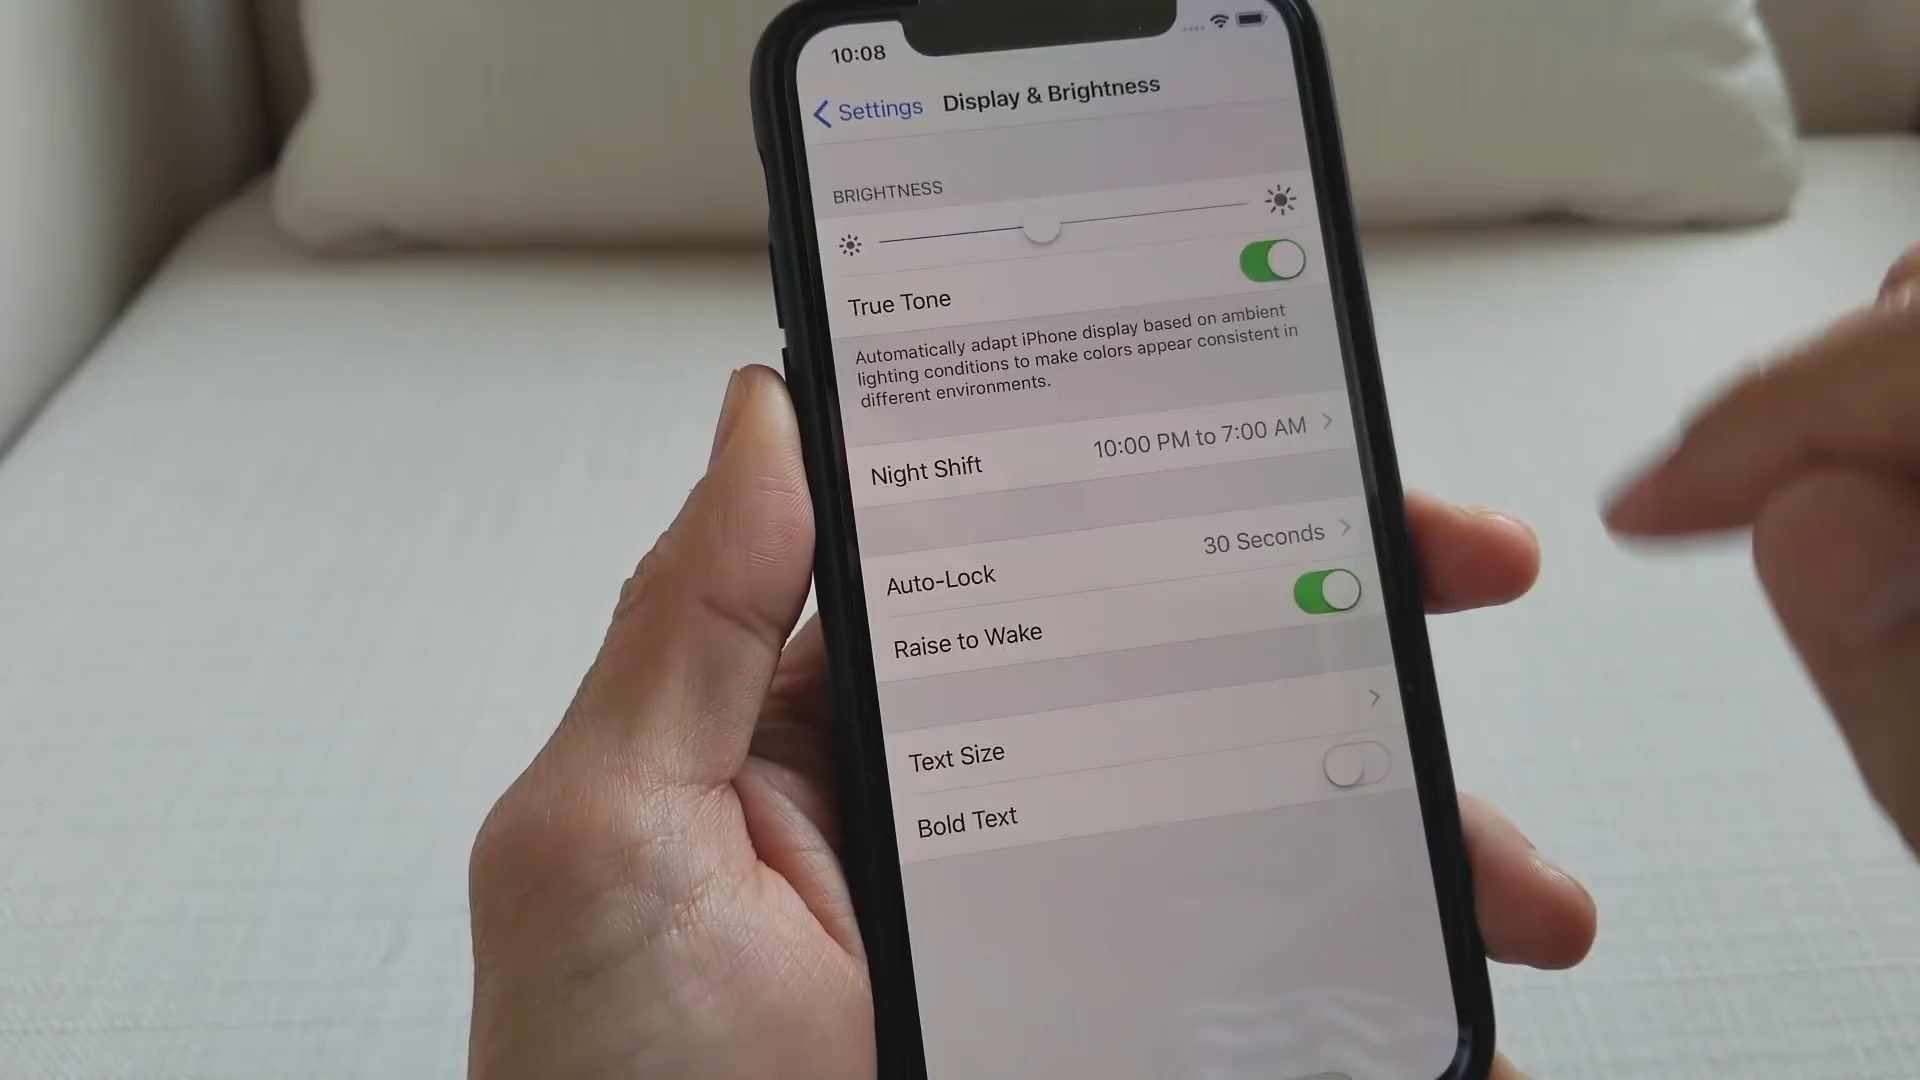 10:08
Settings
Display & Brightness
BRIGHTNESS
True Tone
Automatically adapt iPhone display based on ambient
lighting conditions to make colors appear consistent in
different environments.
Night Shift
10:00 PM to 7:00 AM
Auto-Lock
30 Seconds
Raise to Wake
Text Size
Bold Text